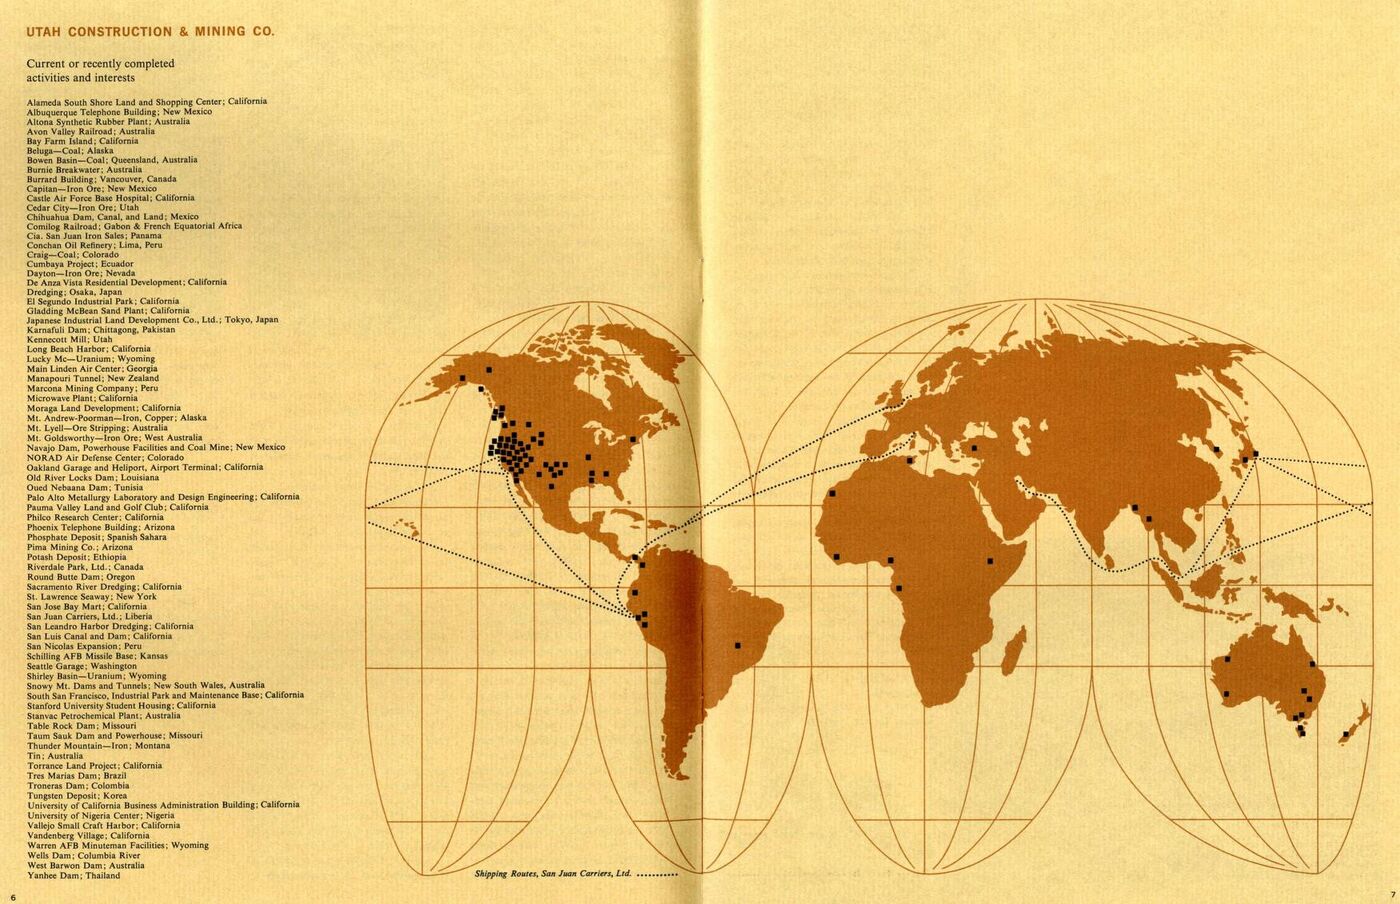 UTAH CONSTRUCTION & MINING CO.
Current or recently completed
activities and interests
Alameda South Shore Land and Shopping Center; California
Albuquerque Telephone Building; New Mexico
Altona Synthetic Rubber Plant; Australia
Avon Valley Railroad; Australia
Bay Farm Island; California
Beluga—Coal; Alaska
Bowen Basin—Coal; Queensland, Australia
Burnie Breakwater; Australia
Burrard Building; Vancouver, Canada
Capitan—Iron Ore; New Mexico
Castle Air Force Base Hospital; California
Cedar City—Iron Ore; Utah
Chihuahua Dam, Canal, and Land; Mexico
Comilog Railroad; Gabon & French Equatorial Africa
Cia. San Juan Iron Sales; Panama
Conchan Oil Refinery; Lima, Peru
Craig—Coal; Colorado
Cumbaya Project; Ecuador
Dayton—Iron Ore; Nevada
De Anza Vista Residential Development; California
Dredging; Osaka, Japan
El Segundo Industrial Park; California
Gladding McBean Sand Plant; California
Japanese Industrial Land Development Co., Ltd.; Tokyo, Japan
Karnafuli Dam; Chittagong, Pakistan
Kennecott Mill; Utah
Long Beach Harbor; California
Lucky Mc—Uranium; Wyoming
Main Linden Air Center; Georgia
Manapouri Tunnel; New Zealand
Marcona Mining Company; Peru
Microwave Plant; California
Moraga Land Development; California
Mt. Andrew-Poorman—Iron, Copper; Alaska
Mt. Lyell—Ore Stripping; Australia
Mt. Goldsworthy—Iron Ore; West Australia
Navajo Dam, Powerhouse Facilities and Coal Mine; New Mexico
NORAD Air Defense Center; Colorado
Oakland Garage and Heliport, Airport Terminal; California
Old River Locks Dam; Louisiana
Oued Nebaana Dam; Tunisia
Palo Alto Metallurgy Laboratory and Design Engineering; California
Pauma Valley Land and Golf Club; California
Philco Research Center; California
Phoenix Telephone Building; Arizona
Phosphate Deposit; Spanish Sahara
Pima Mining Co.; Arizona
Potash Deposit; Ethiopia
Riverdale Park, Ltd.; Canada
Round Butte Dam; Oregon
Sacramento River Dredging; California
St. Lawrence Seaway; New York
San Jose Bay Mart; California
San Juan Carriers, Ltd.; Liberia
San Leandro Harbor Dredging; California
San Luis Canal and Dam; California
San Nicolas Expansion; Peru
Schilling AFB Missile Base; Kansas
Seattle Garage; Washington
Shirley Basin—Uranium; Wyoming
Snowy Mt. Dams and Tunnels; New South Wales, Australia
South San Francisco, Industrial Park and Maintenance Base; California
Stanford University Student Housing; California
Stanvac Petrochemical Plant; Australia
Table Rock Dam; Missouri
Taum Sauk Dam and Powerhouse; Missouri
Thunder Mountain—Iron; Montana
Tin; Australia
Torrance Land Project; California
Tres Marias Dam; Brazil
Troneras Dam; Colombia
Tungsten Deposit; Korea
University of California Business Administration Building; California
University of Nigeria Center; Nigeria
Vallejo Small Craft Harbor; California
Vandenberg Village; California
Warren AFB Minuteman Facilities; Wyoming
Wells Dam; Columbia River
West Barwon Dam; Australia
Yanhee Dam; Thailand
Shipping Routes, San Juan Carriers, Ltd. ...........
6
7